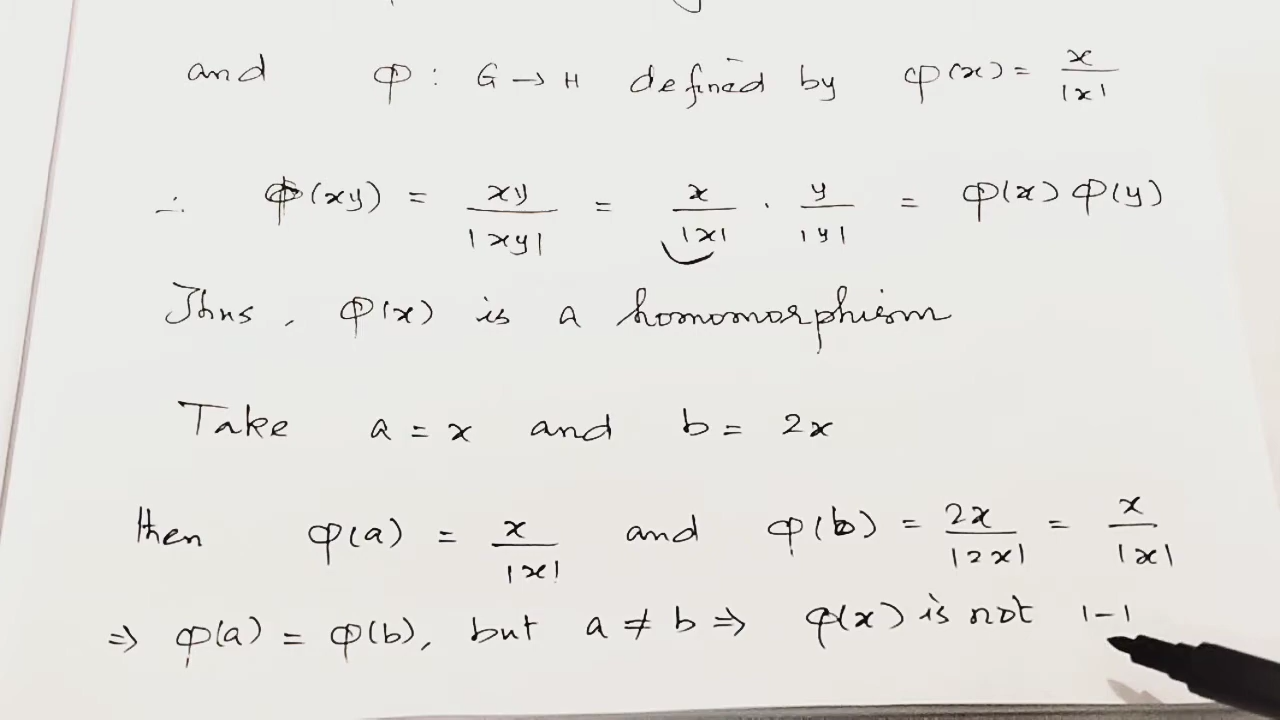 and φ : G → H defined by φ(x) = x/|x|
∴ φ(xy) = xy/|xy| = x/|x| · y/|y| = φ(x) φ(y)
Thus, φ(x) is a homomorphism
Take a = x and b = 2x
then φ(a) = x/|x| and φ(b) = 2x/|2x| = x/|x|
⇒ φ(a) = φ(b), but a ≠ b ⇒ φ(x) is not 1-1